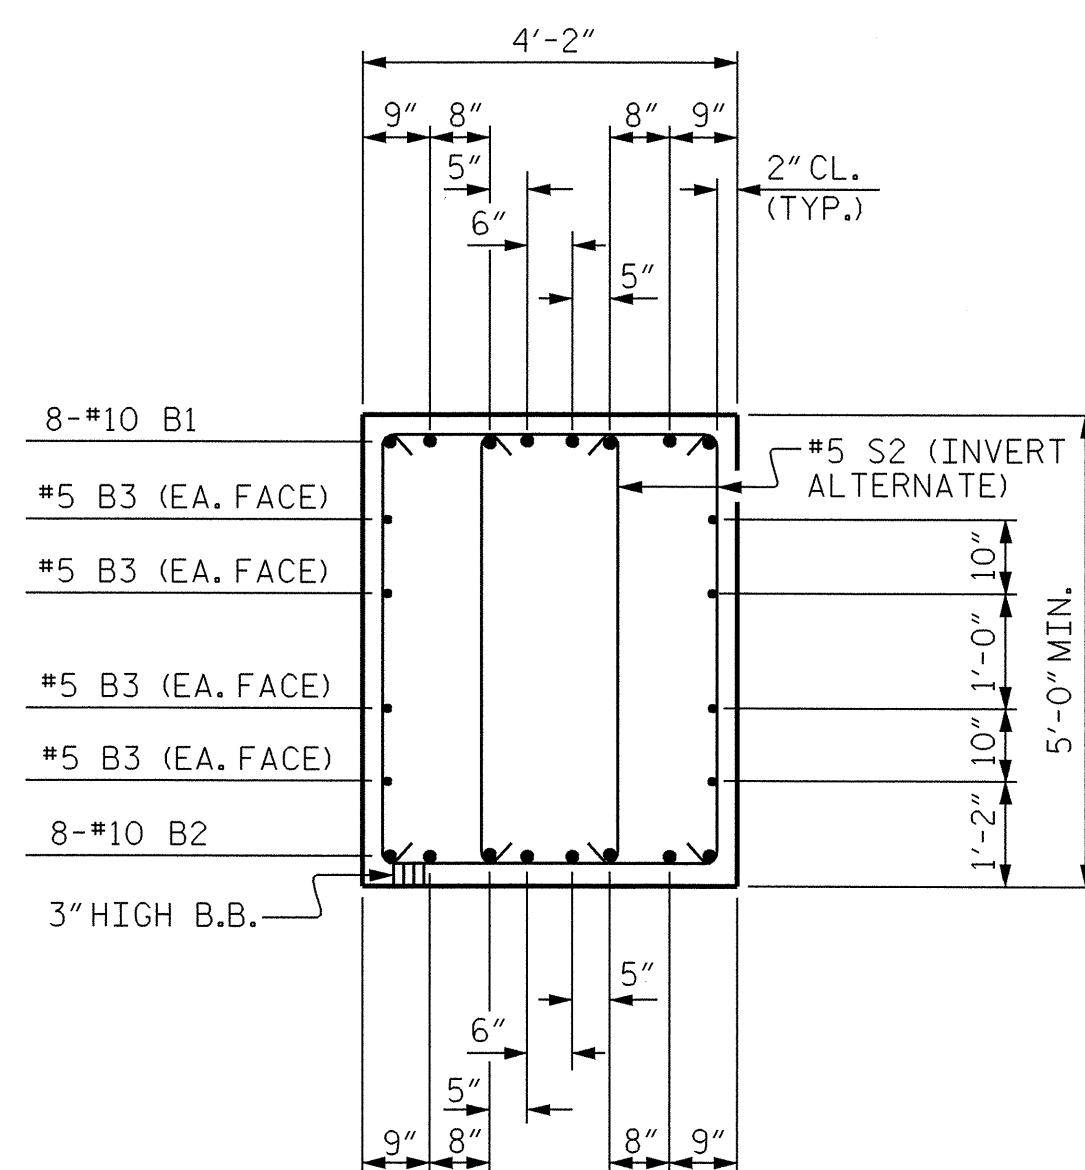 4'-2"
9" 8" 8" 9"
5" 2" CL.
(TYP.)
6"
5"
8-#10 B1
#5 S2 (INVERT
ALTERNATE)
#5 B3 (EA. FACE)
#5 B3 (EA. FACE)
10"
1'-0"
5'-0" MIN.
#5 B3 (EA. FACE)
#5 B3 (EA. FACE)
10"
8-#10 B2
1'-2"
3" HIGH B.B.
5"
6"
5"
9" 8" 8" 9"